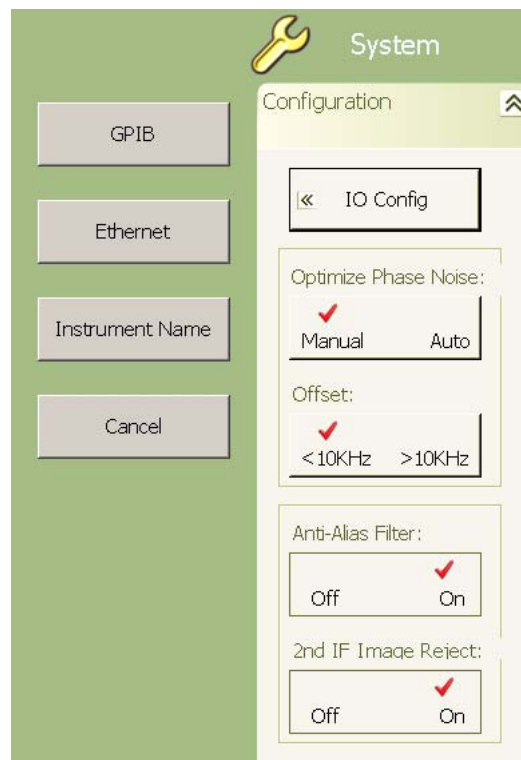 System
Configuration
GPIB
Ethernet
Instrument Name
Cancel
IO Config
Optimize Phase Noise:
Manual Auto
Offset:
<10KHz >10KHz
Anti-Alias Filter:
Off On
2nd IF Image Reject:
Off On